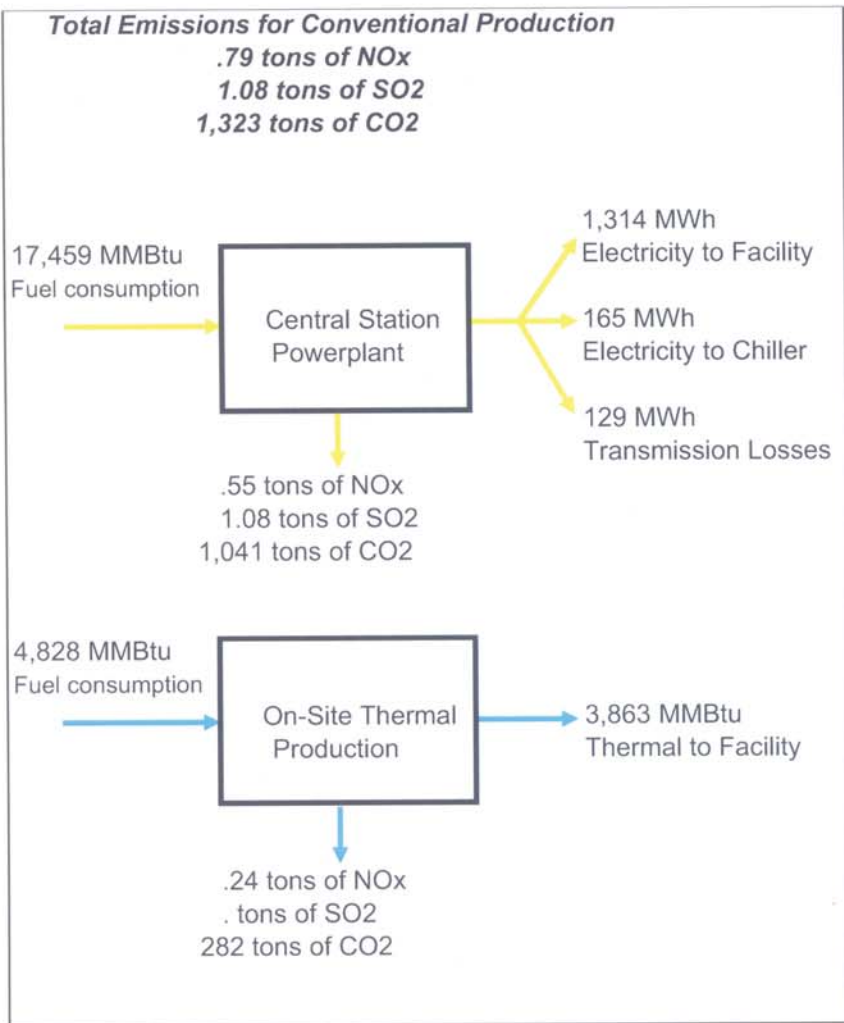 Total Emissions for Conventional Production
.79 tons of NOx
1.08 tons of SO2
1,323 tons of CO2
17,459 MMBtu
Fuel consumption
Central Station
Powerplant
1,314 MWh
Electricity to Facility
165 MWh
Electricity to Chiller
129 MWh
Transmission Losses
.55 tons of NOx
1.08 tons of SO2
1,041 tons of CO2
4,828 MMBtu
Fuel consumption
On-Site Thermal
Production
3,863 MMBtu
Thermal to Facility
.24 tons of NOx
. tons of SO2
282 tons of CO2